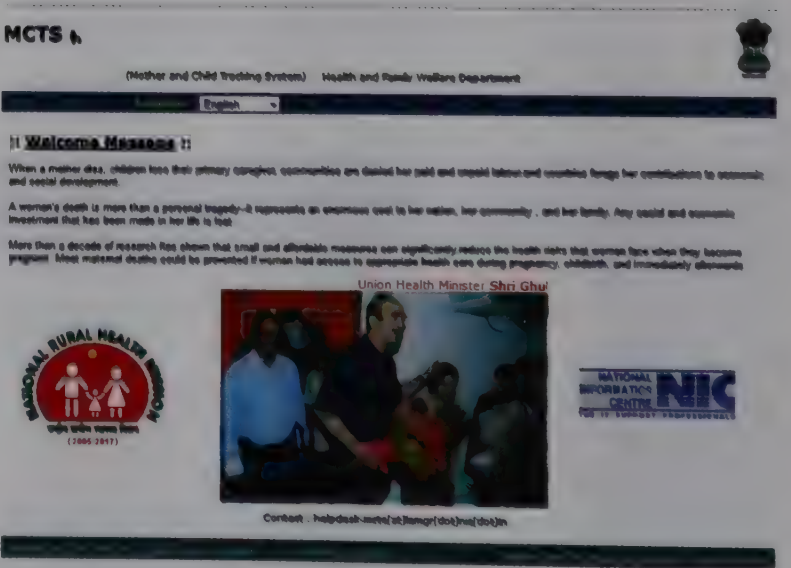 MCTS
(Mother and Child Tracking System) Health and Family Welfare Department
English
:: Welcome Message ::
When a mother dies, children lose their primary caregiver, communities are denied her paid and unpaid labour and countries forego her contributions to economic
and social development.
A woman's death is more than a personal tragedy--it represents an enormous cost to her nation, her community , and her family. Any social and economic
investment that has been made in her life is lost
More than a decade of research has shown that small and affordable measures can significantly reduce the health risks that women face when they become
pregnant. Most maternal deaths could be prevented if women had access to appropriate health care during pregnancy, childbirth, and immediately afterwards
Union Health Minister Shri Ghul
NATIONAL RURAL HEALTH MISSION
(2005-2017)
NATIONAL
INFORMATICS
CENTRE
NIC
THE IT SUPPORT PROFESSIONALS
Contact : helpdesk-mcts[at]lsmgr[dot]nic[dot]in